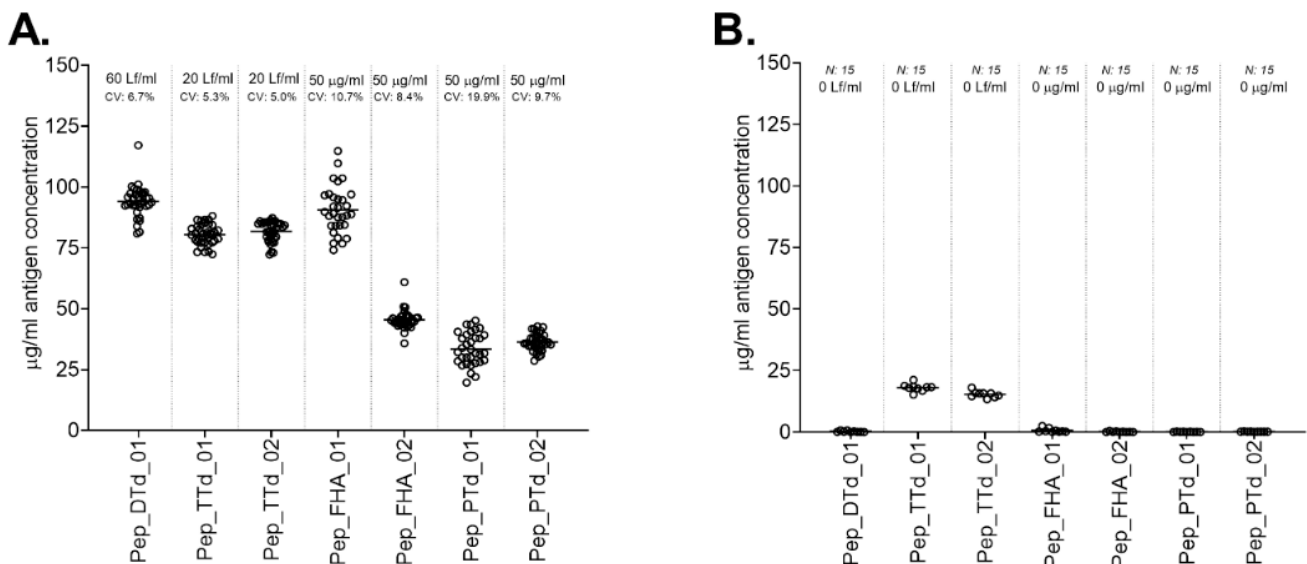 A.
μg/ml antigen concentration
150
125
100
75
50
25
0
60 Lf/ml 20 Lf/ml 20 Lf/ml 50 μg/ml 50 μg/ml 50 μg/ml 50 μg/ml
CV: 6.7% CV: 5.3% CV: 5.0% CV: 10.7% CV: 8.4% CV: 19.9% CV: 9.7%
Pep_DTd_01
Pep_TTd_01
Pep_TTd_02
Pep_FHA_01
Pep_FHA_02
Pep_PTd_01
Pep_PTd_02
B.
μg/ml antigen concentration
150
125
100
75
50
25
0
N: 15 N: 15 N: 15 N: 15 N: 15 N: 15 N: 15
0 Lf/ml 0 Lf/ml 0 Lf/ml 0 μg/ml 0 μg/ml 0 μg/ml 0 μg/ml
Pep_DTd_01
Pep_TTd_01
Pep_TTd_02
Pep_FHA_01
Pep_FHA_02
Pep_PTd_01
Pep_PTd_02